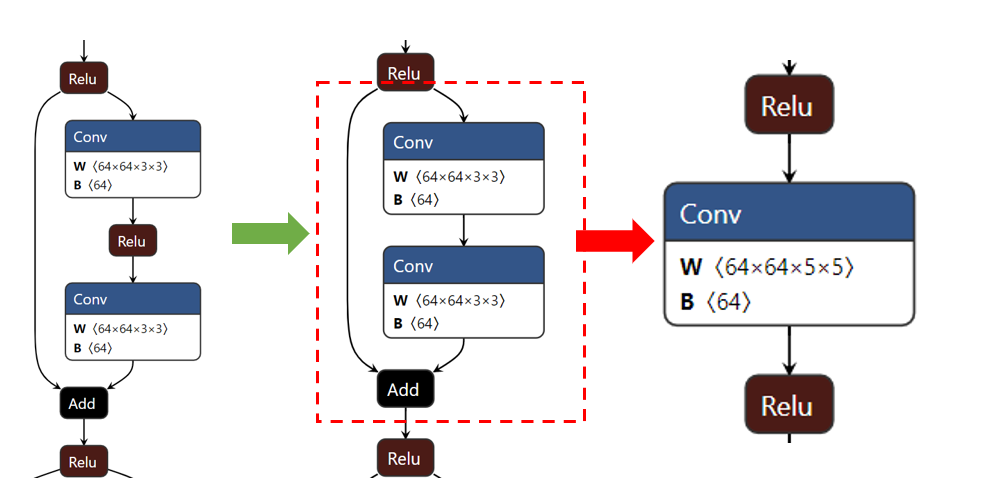 Relu
Conv
W ⟨64×64×3×3⟩
B ⟨64⟩
Relu
Conv
W ⟨64×64×3×3⟩
B ⟨64⟩
Add
Relu
Relu
Conv
W ⟨64×64×3×3⟩
B ⟨64⟩
Conv
W ⟨64×64×3×3⟩
B ⟨64⟩
Add
Relu
Relu
Conv
W ⟨64×64×5×5⟩
B ⟨64⟩
Relu